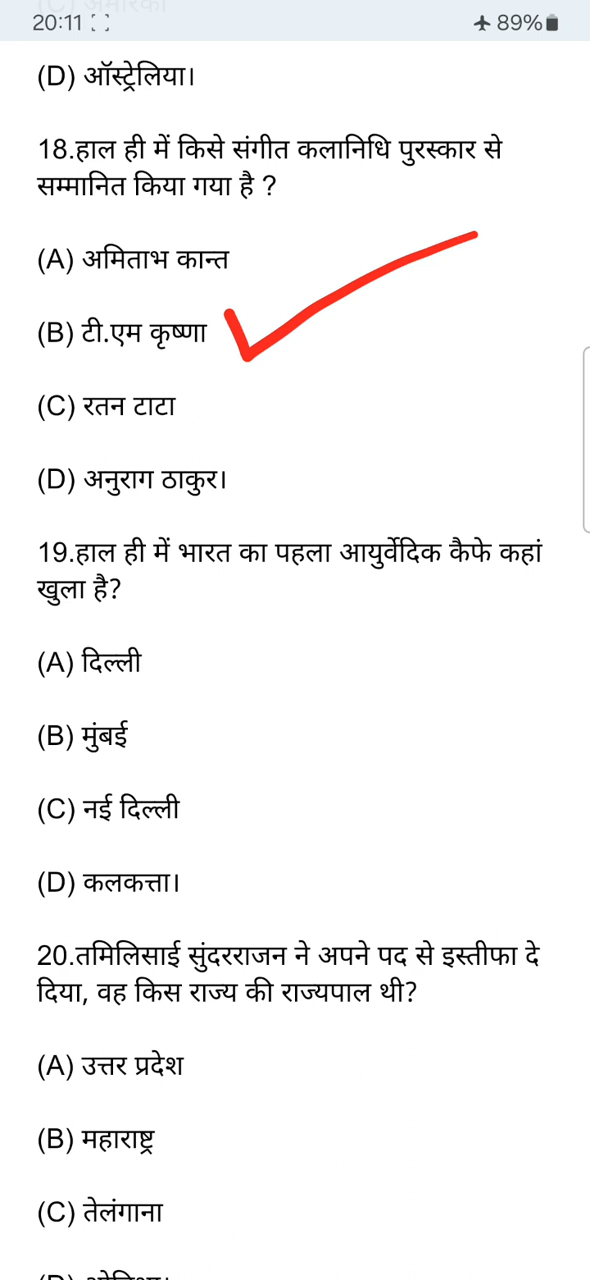 20:11
89%
(D) ऑस्ट्रेलिया।
18.हाल ही में किसे संगीत कलानिधि पुरस्कार से
सम्मानित किया गया है ?
(A) अमिताभ कान्त
(B) टी.एम कृष्णा
(C) रतन टाटा
(D) अनुराग ठाकुर।
19.हाल ही में भारत का पहला आयुर्वेदिक कैफे कहां
खुला है?
(A) दिल्ली
(B) मुंबई
(C) नई दिल्ली
(D) कलकत्ता।
20.तमिलिसाई सुंदरराजन ने अपने पद से इस्तीफा दे
दिया, वह किस राज्य की राज्यपाल थी?
(A) उत्तर प्रदेश
(B) महाराष्ट्र
(C) तेलंगाना